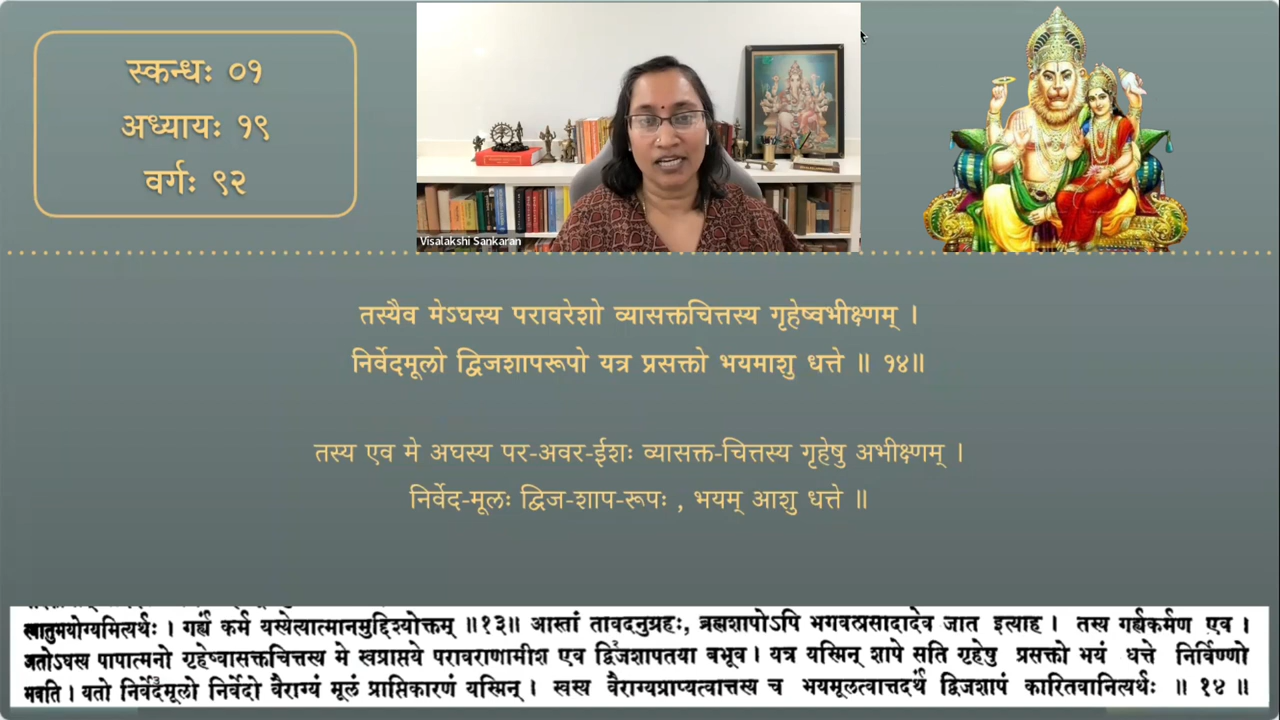 स्कन्धः ०१
अध्यायः १९
वर्गः ९२
Visalakshi Sankaran
तस्यैव मेऽघस्य परावरेशो व्यासक्तचित्तस्य गृहेष्वभीक्ष्णम् ।
निर्वेदमूलो द्विजशापरूपो यत्र प्रसक्तो भयमाशु धत्ते ॥ १४॥
तस्य एव मे अघस्य पर-अवर-ईशः व्यासक्त-चित्तस्य गृहेषु अभीक्ष्णम् ।
निर्वेद-मूलः द्विज-शाप-रूपः , भयम् आशु धत्ते ॥
गर्ह्यं कर्म यस्येत्यात्मानमुद्दिश्योक्तम् ॥१३॥ आस्तां तावदनुग्रहः, ब्रह्मशापोऽपि भगवत्प्रसादादेव जात इत्याह । तस्य गर्ह्यकर्मण एव ।
अतोऽघस्य पापात्मनो गृहेष्वासक्तचित्तस्य मे स्वप्राप्तये परावराणामीश एव द्विजशापतया बभूव । यत्र यस्मिन् शापे सति गृहेषु प्रसक्तो भयं धत्ते निर्विण्णो
भवति । यतो निर्वेदमूलो निर्वेदो वैराग्यं मूलं प्राप्तिकारणं यस्मिन् । स्वस्य वैराग्यप्राप्यत्वात्तस्य च भयमूलत्वात्तदर्थं द्विजशापं कारितवानित्यर्थः ॥ १४ ॥